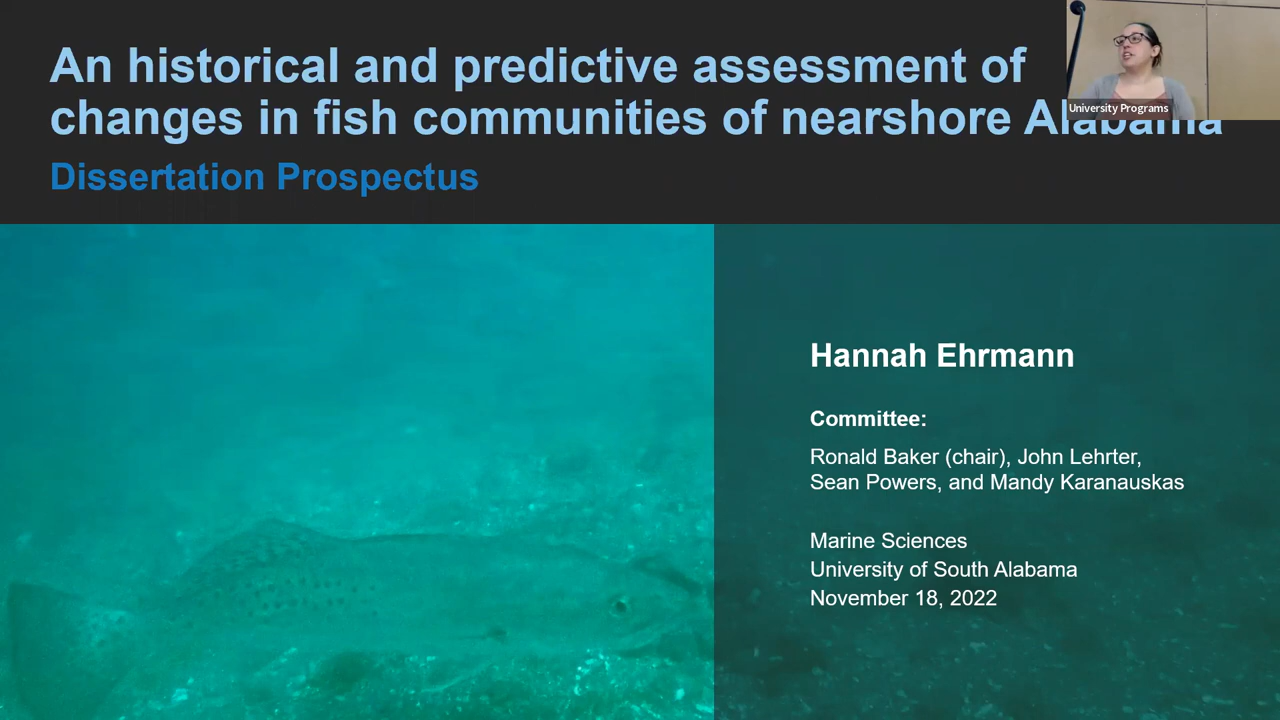 An historical and predictive assessment of
changes in fish communities of nearshore Alabama
Dissertation Prospectus
University Programs
Hannah Ehrmann
Committee:
Ronald Baker (chair), John Lehrter,
Sean Powers, and Mandy Karanauskas
Marine Sciences
University of South Alabama
November 18, 2022